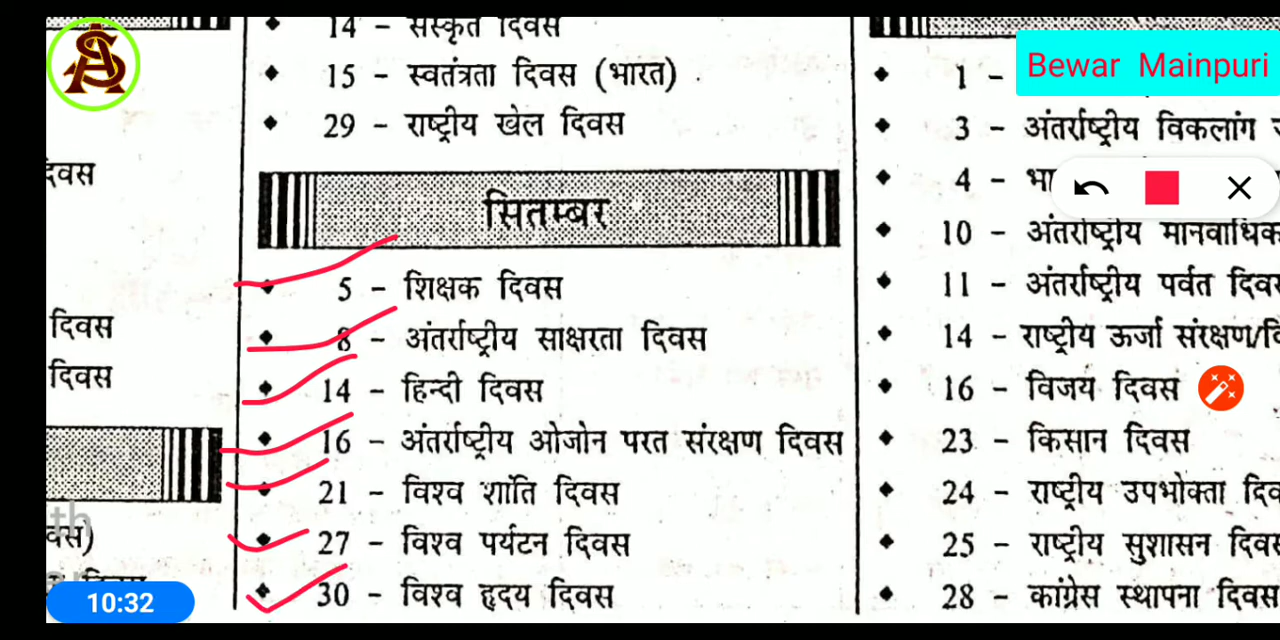 14 - संस्कृत दिवस
15 - स्वतंत्रता दिवस (भारत)
29 - राष्ट्रीय खेल दिवस
सितम्बर
5 - शिक्षक दिवस
8 - अंतर्राष्ट्रीय साक्षरता दिवस
14 - हिन्दी दिवस
16 - अंतर्राष्ट्रीय ओजोन परत संरक्षण दिवस
21 - विश्व शांति दिवस
27 - विश्व पर्यटन दिवस
30 - विश्व हृदय दिवस
दिवस
दिवस
दिवस
10:32
Bewar Mainpuri
1 -
3 - अंतर्राष्ट्रीय विकलांग
4 -
10 - अंतर्राष्ट्रीय
11 - अंतर्राष्ट्रीय पर्वत दिवस
14 - राष्ट्रीय ऊर्जा संरक्षण/
16 - विजय दिवस
23 - किसान दिवस
24 - राष्ट्रीय उपभोक्ता
25 - राष्ट्रीय सुशासन दिवस
28 - कांग्रेस स्थापना दिवस